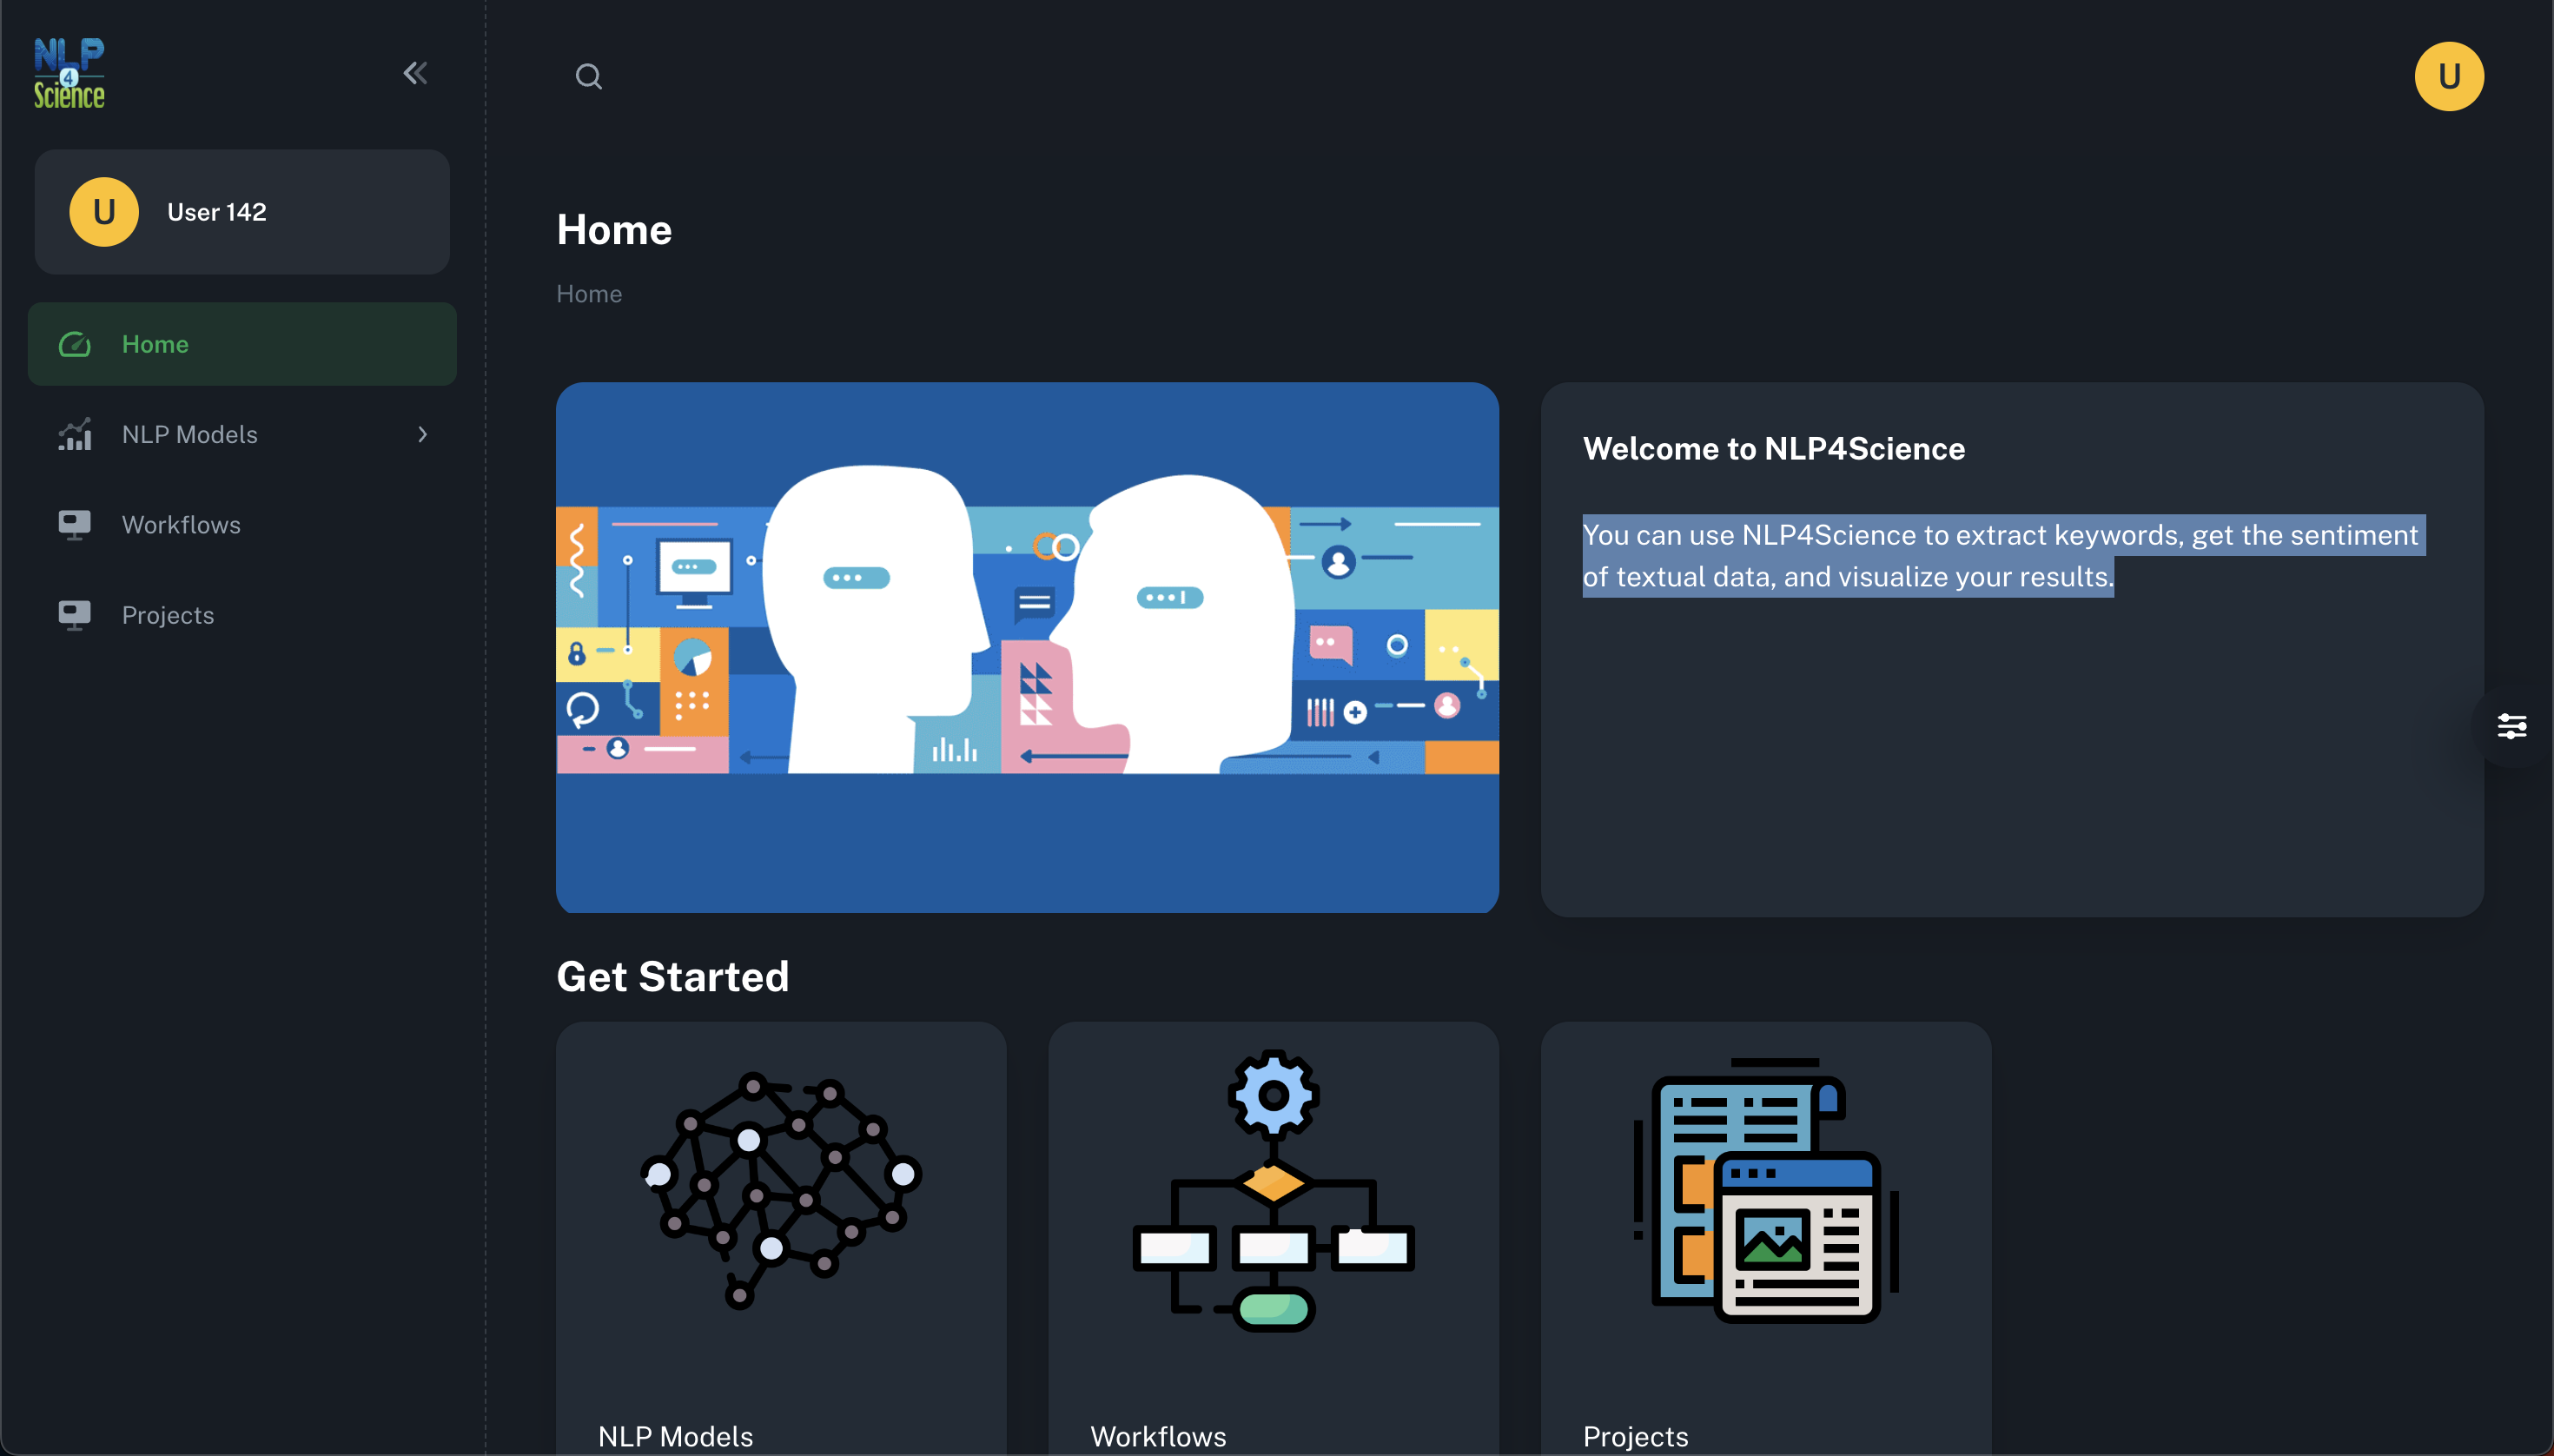 NLP
4
Science
U
U
User 142
Home
NLP Models
Workflows
Projects
Home
Home
Welcome to NLP4Science
You can use NLP4Science to extract keywords, get the sentiment
of textual data, and visualize your results.
Get Started
NLP Models
Workflows
Projects